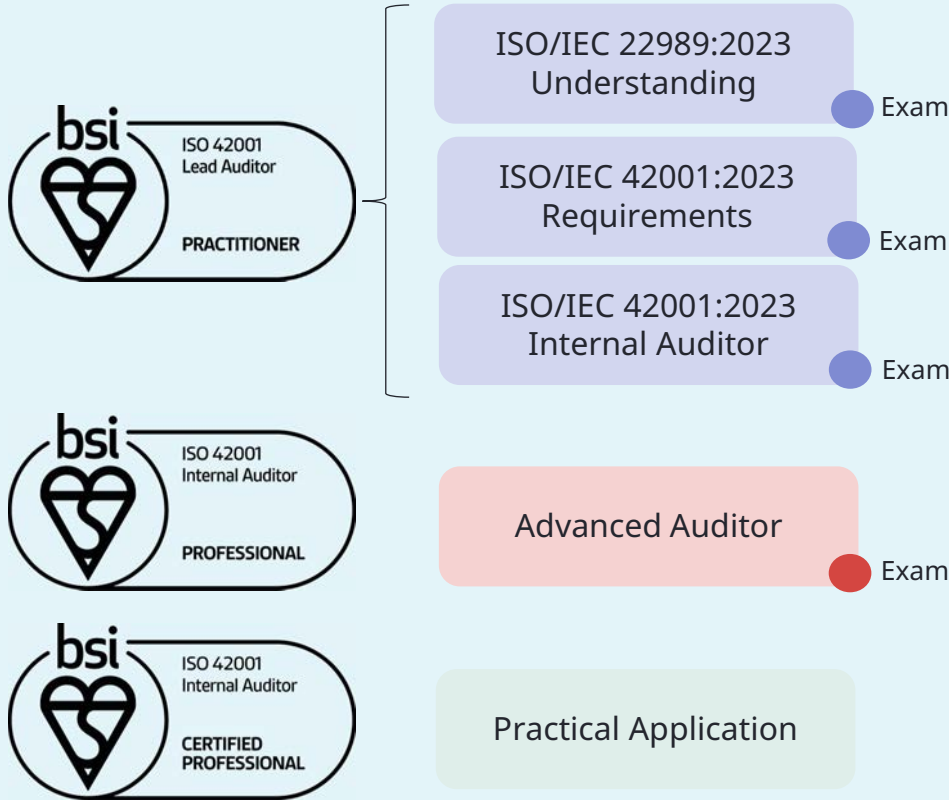 bsi
ISO 42001
Lead Auditor
PRACTITIONER
ISO/IEC 22989:2023
Understanding
Exam
ISO/IEC 42001:2023
Requirements
Exam
ISO/IEC 42001:2023
Internal Auditor
Exam
bsi
ISO 42001
Internal Auditor
PROFESSIONAL
Advanced Auditor
Exam
bsi
ISO 42001
Internal Auditor
CERTIFIED
PROFESSIONAL
Practical Application